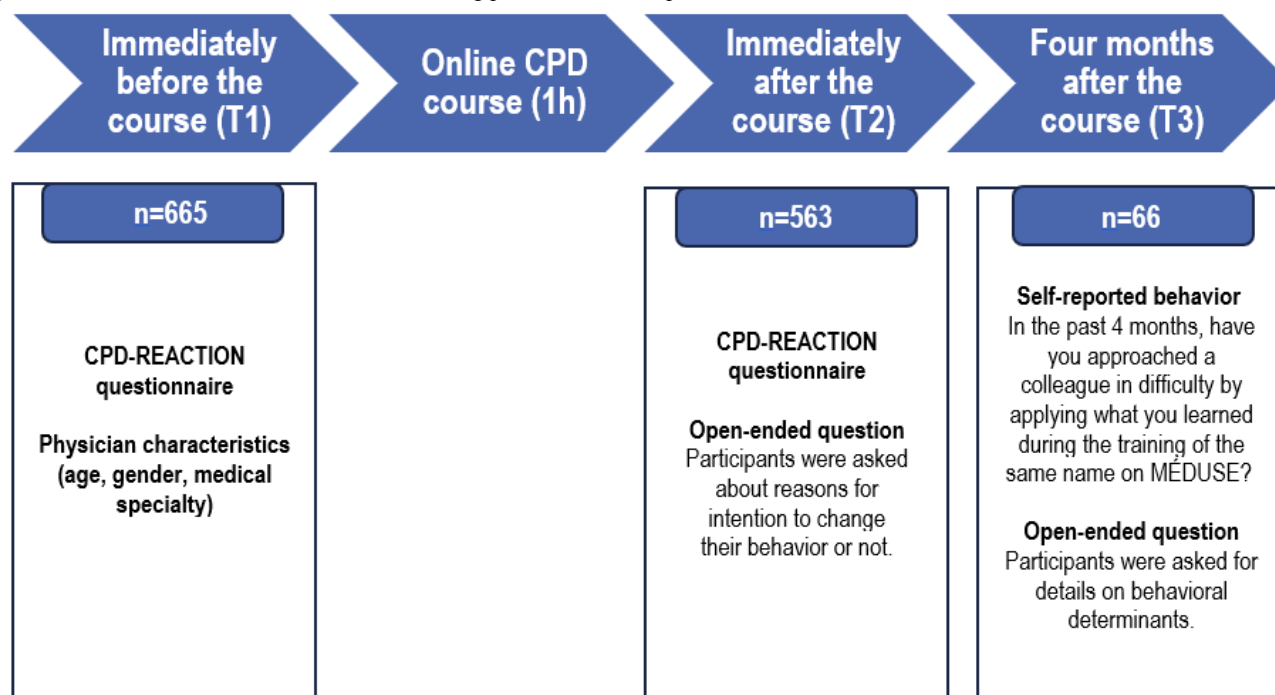 Immediately
before the
course (T1)
Online CPD
course (1h)
Immediately
after the
course (T2)
Four months
after the
course (T3)
n=665
CPD-REACTION
questionnaire
Physician characteristics
(age, gender, medical
specialty)
n=563
CPD-REACTION
questionnaire
Open-ended question
Participants were asked
about reasons for
intention to change
their behavior or not.
n=66
Self-reported behavior
In the past 4 months, have
you approached a
colleague in difficulty by
applying what you learned
during the training of the
same name on MÉDUSE?
Open-ended question
Participants were asked for
details on behavioral
determinants.